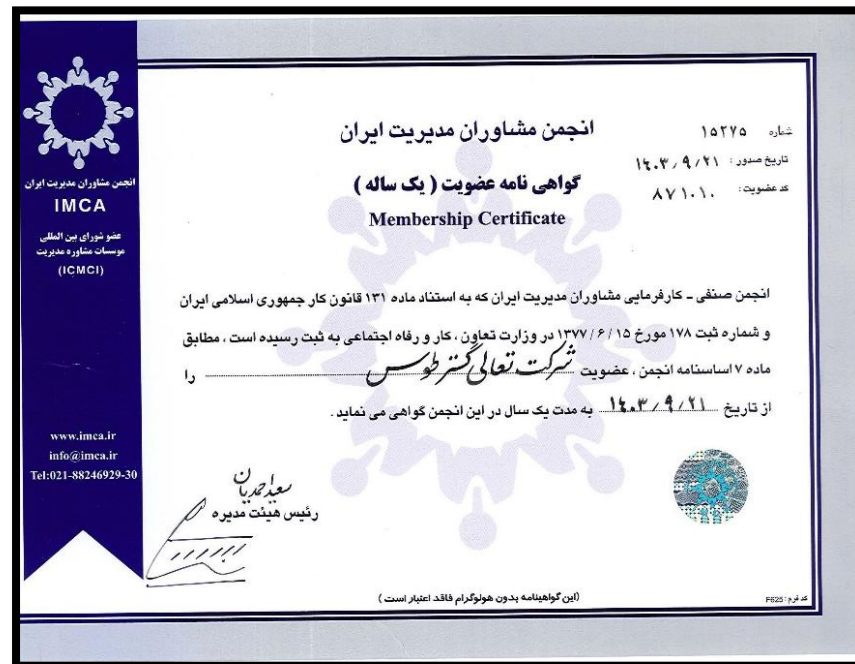 انجمن مشاوران مدیریت ایران
IMCA
عضو شورای بین المللی
موسسات مشاوره مدیریت
(ICMCI)
www.imca.ir
info@imca.ir
Tel:021-88246929-30
انجمن مشاوران مدیریت ایران
گواهی نامه عضویت ( یک ساله )
Membership Certificate
شماره ۱۵۲۷۵
تاریخ صدور : ۱۴۰۳٫۹٫۲۱
کد عضویت : ۸۷۱۰۱۰
انجمن صنفی - کارفرمایی مشاوران مدیریت ایران که به استناد ماده ۱۳۱ قانون کار جمهوری اسلامی ایران
و شماره ثبت ۱۷۸ مورخ ۱۳۷۷/۶/۱۵ در وزارت تعاون ، کار و رفاه اجتماعی به ثبت رسیده است ، مطابق
ماده ۷ اساسنامه انجمن ، عضویت شرکت تعالی گستر طوس را
از تاریخ ۱۴۰۳٫۹٫۲۱ به مدت یک سال در این انجمن گواهی می نماید .
سعید احمدیان
رئیس هیئت مدیره
(این گواهینامه بدون هولوگرام فاقد اعتبار است )
کد فرم : F625